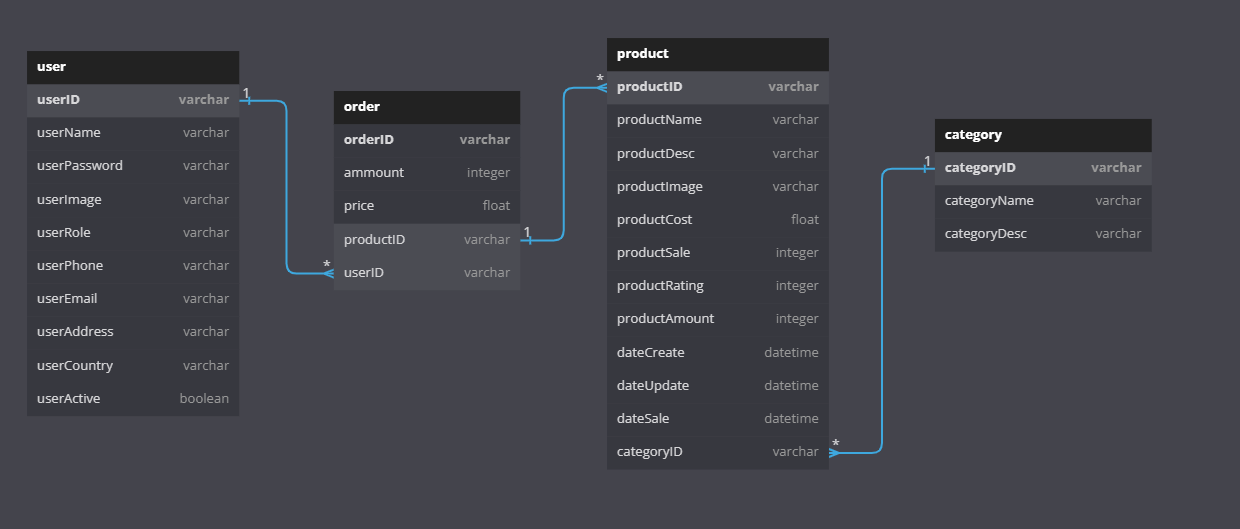 user
userID varchar
userName varchar
userPassword varchar
userImage varchar
userRole varchar
userPhone varchar
userEmail varchar
userAddress varchar
userCountry varchar
userActive boolean
1
*
order
orderID varchar
ammount integer
price float
productID varchar
userID varchar
1
*
product
productID varchar
productName varchar
productDesc varchar
productImage varchar
productCost float
productSale integer
productRating integer
productAmount integer
dateCreate datetime
dateUpdate datetime
dateSale datetime
categoryID varchar
*
1
category
categoryID varchar
categoryName varchar
categoryDesc varchar